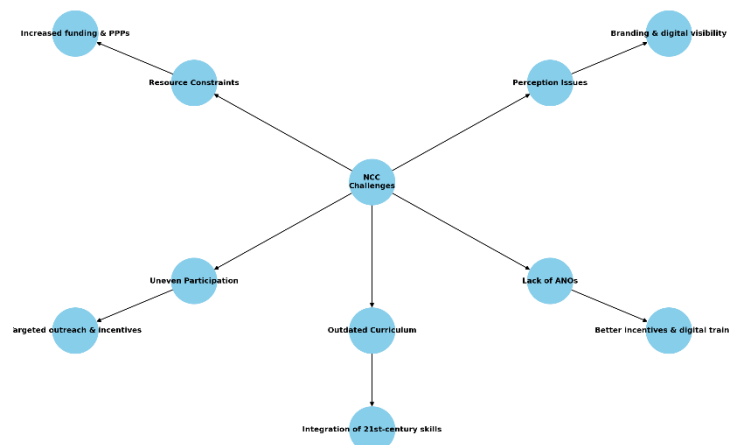 Increased funding & PPPs
Branding & digital visibility
Resource Constraints
Perception Issues
NCC
Challenges
Uneven Participation
Lack of ANOs
argeted outreach & incentives
Outdated Curriculum
Better incentives & digital train
Integration of 21st-century skills